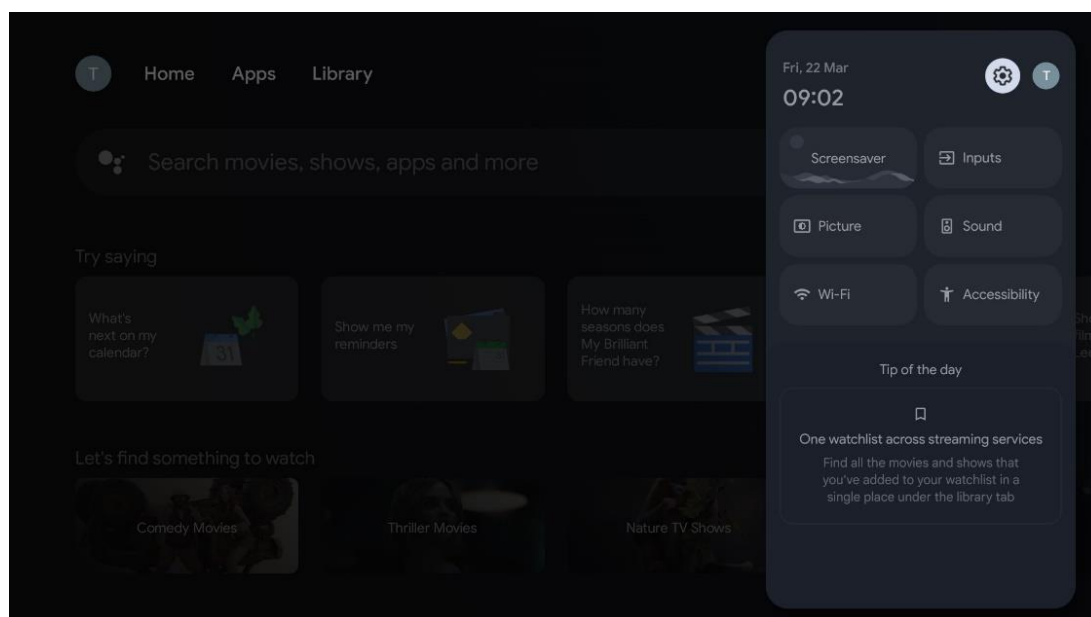 T
Home
Apps
Library
Search movies, shows, apps and more
Try saying
What's
next on my
calendar?
31
Show me my
reminders
How many
seasons does
My Brilliant
Friend have?
Let's find something to watch
Comedy Movies
Thriller Movies
Nature TV Shows
Fri, 22 Mar
09:02
T
Screensaver
Inputs
Picture
Sound
Wi-Fi
Accessibility
Tip of the day
One watchlist across streaming services
Find all the movies and shows that
you've added to your watchlist in a
single place under the library tab